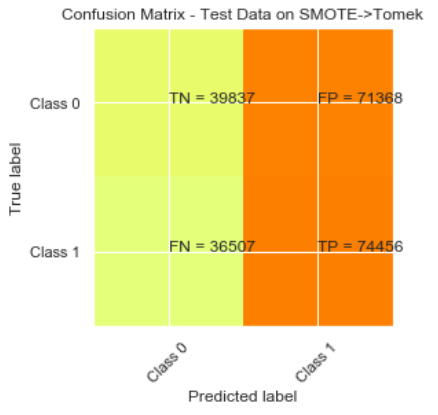 Confusion Matrix - Test Data on SMOTE->Tomek
True label
Class 0
TN = 39837
FP = 71368
Class 1
FN = 36507
TP = 74456
Class 0
Class 1
Predicted label